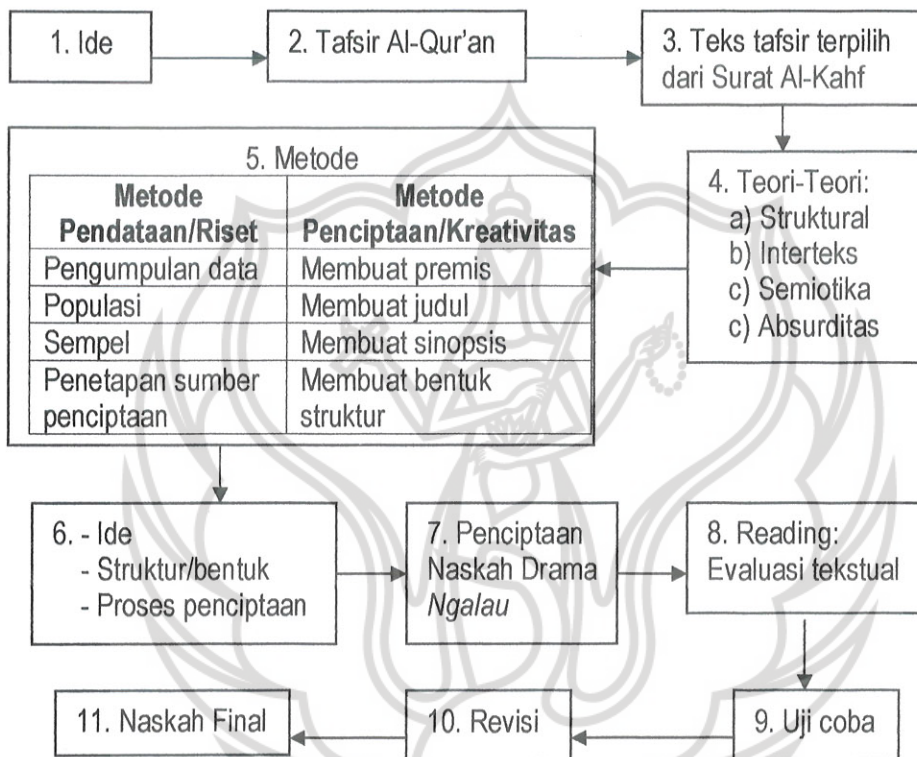 1. Ide
2. Tafsir Al-Qur'an
3. Teks tafsir terpilih
dari Surat Al-Kahf
4. Teori-Teori:
a) Struktural
b) Interteks
c) Semiotika
c) Absurditas
5. Metode
Metode
Pendataan/Riset
Metode
Penciptaan/Kreativitas
Pengumpulan data
Membuat premis
Populasi
Membuat judul
Sempel
Membuat sinopsis
Penetapan sumber
penciptaan
Membuat bentuk
struktur
6. - Ide
- Struktur/bentuk
- Proses penciptaan
7. Penciptaan
Naskah Drama
Ngalau
8. Reading:
Evaluasi tekstual
9. Uji coba
10. Revisi
11. Naskah Final